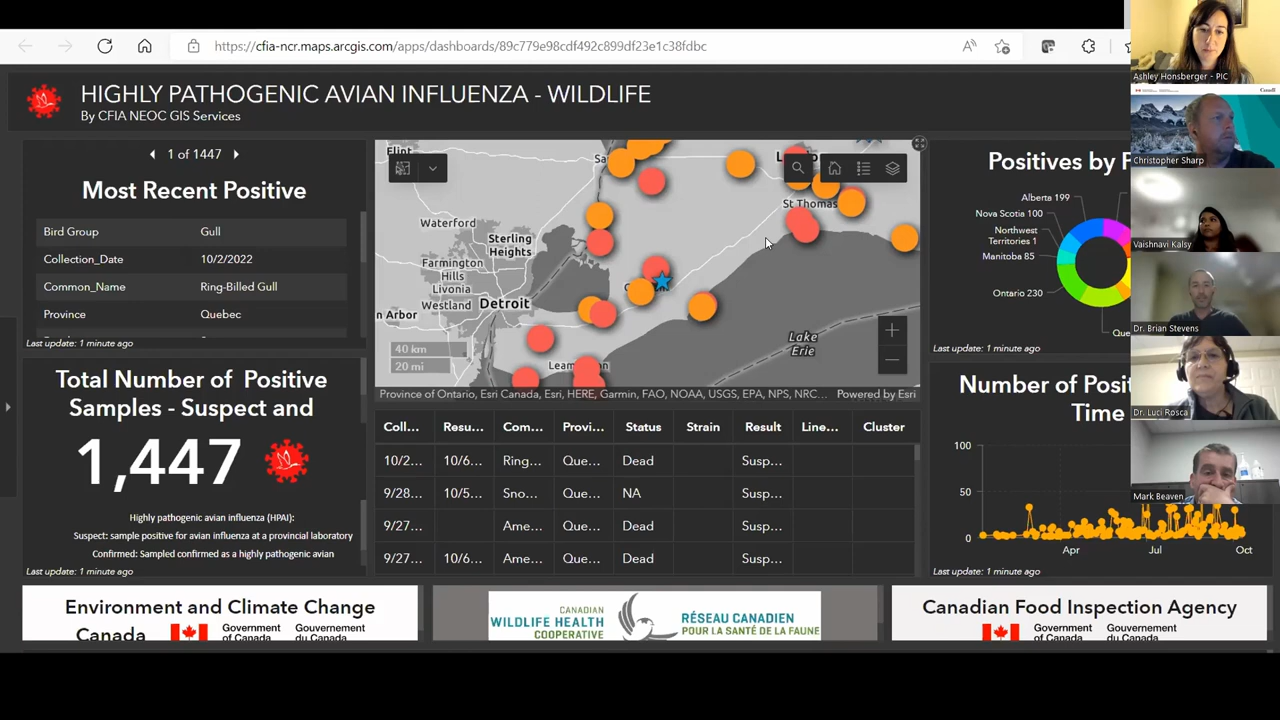 https://cfia-ncr.maps.arcgis.com/apps/dashboards/89c779e98cdf492c899df23e1c38fdbc
HIGHLY PATHOGENIC AVIAN INFLUENZA - WILDLIFE
By CFIA NEOC GIS Services
1 of 1447
Most Recent Positive
Bird Group Gull
Collection_Date 10/2/2022
Common_Name Ring-Billed Gull
Province Quebec
Last update: 1 minute ago
Total Number of Positive
Samples - Suspect and
1,447
Highly pathogenic avian influenza (HPAI):
Suspect: sample positive for avian influenza at a provincial laboratory
Confirmed: Sampled confirmed as a highly pathogenic avian
Last update: 1 minute ago
Flint
St Thomas
Waterford
Sterling
Heights
Farmington
Hills
Livonia
Westland
Detroit
n Arbor
Lake
Erie
40 km
20 mi
Province of Ontario, Esri Canada, Esri, HERE, Garmin, FAO, NOAA, USGS, EPA, NPS, NRC...
Powered by Esri
Coll... Resu... Com... Provi... Status Strain Result Line... Cluster
10/2... 10/6... Ring... Que... Dead Susp...
9/28... 10/5... Sno... Que... NA Susp...
9/27... Ame... Que... Dead Susp...
9/27... 10/6... Ame... Que... Dead Susp...
Positives by P
Alberta 199
Nova Scotia 100
Northwest
Territories 1
Manitoba 85
Ontario 230
Que
Last update: 1 minute ago
Number of Posi
Time
100
50
0
Apr Jul Oct
Last update: 1 minute ago
Environment and Climate Change
Canada
Government
of Canada
Gouvernement
du Canada
CANADIAN
WILDLIFE HEALTH
COOPERATIVE
RÉSEAU CANADIEN
POUR LA SANTÉ DE LA FAUNE
Canadian Food Inspection Agency
Government
of Canada
Gouvernement
du Canada
Ashley Honsberger - PIC
Canada
Christopher Sharp
Vaishnavi Kalsy
Dr. Brian Stevens
Dr. Luci Rosca
Mark Beaven